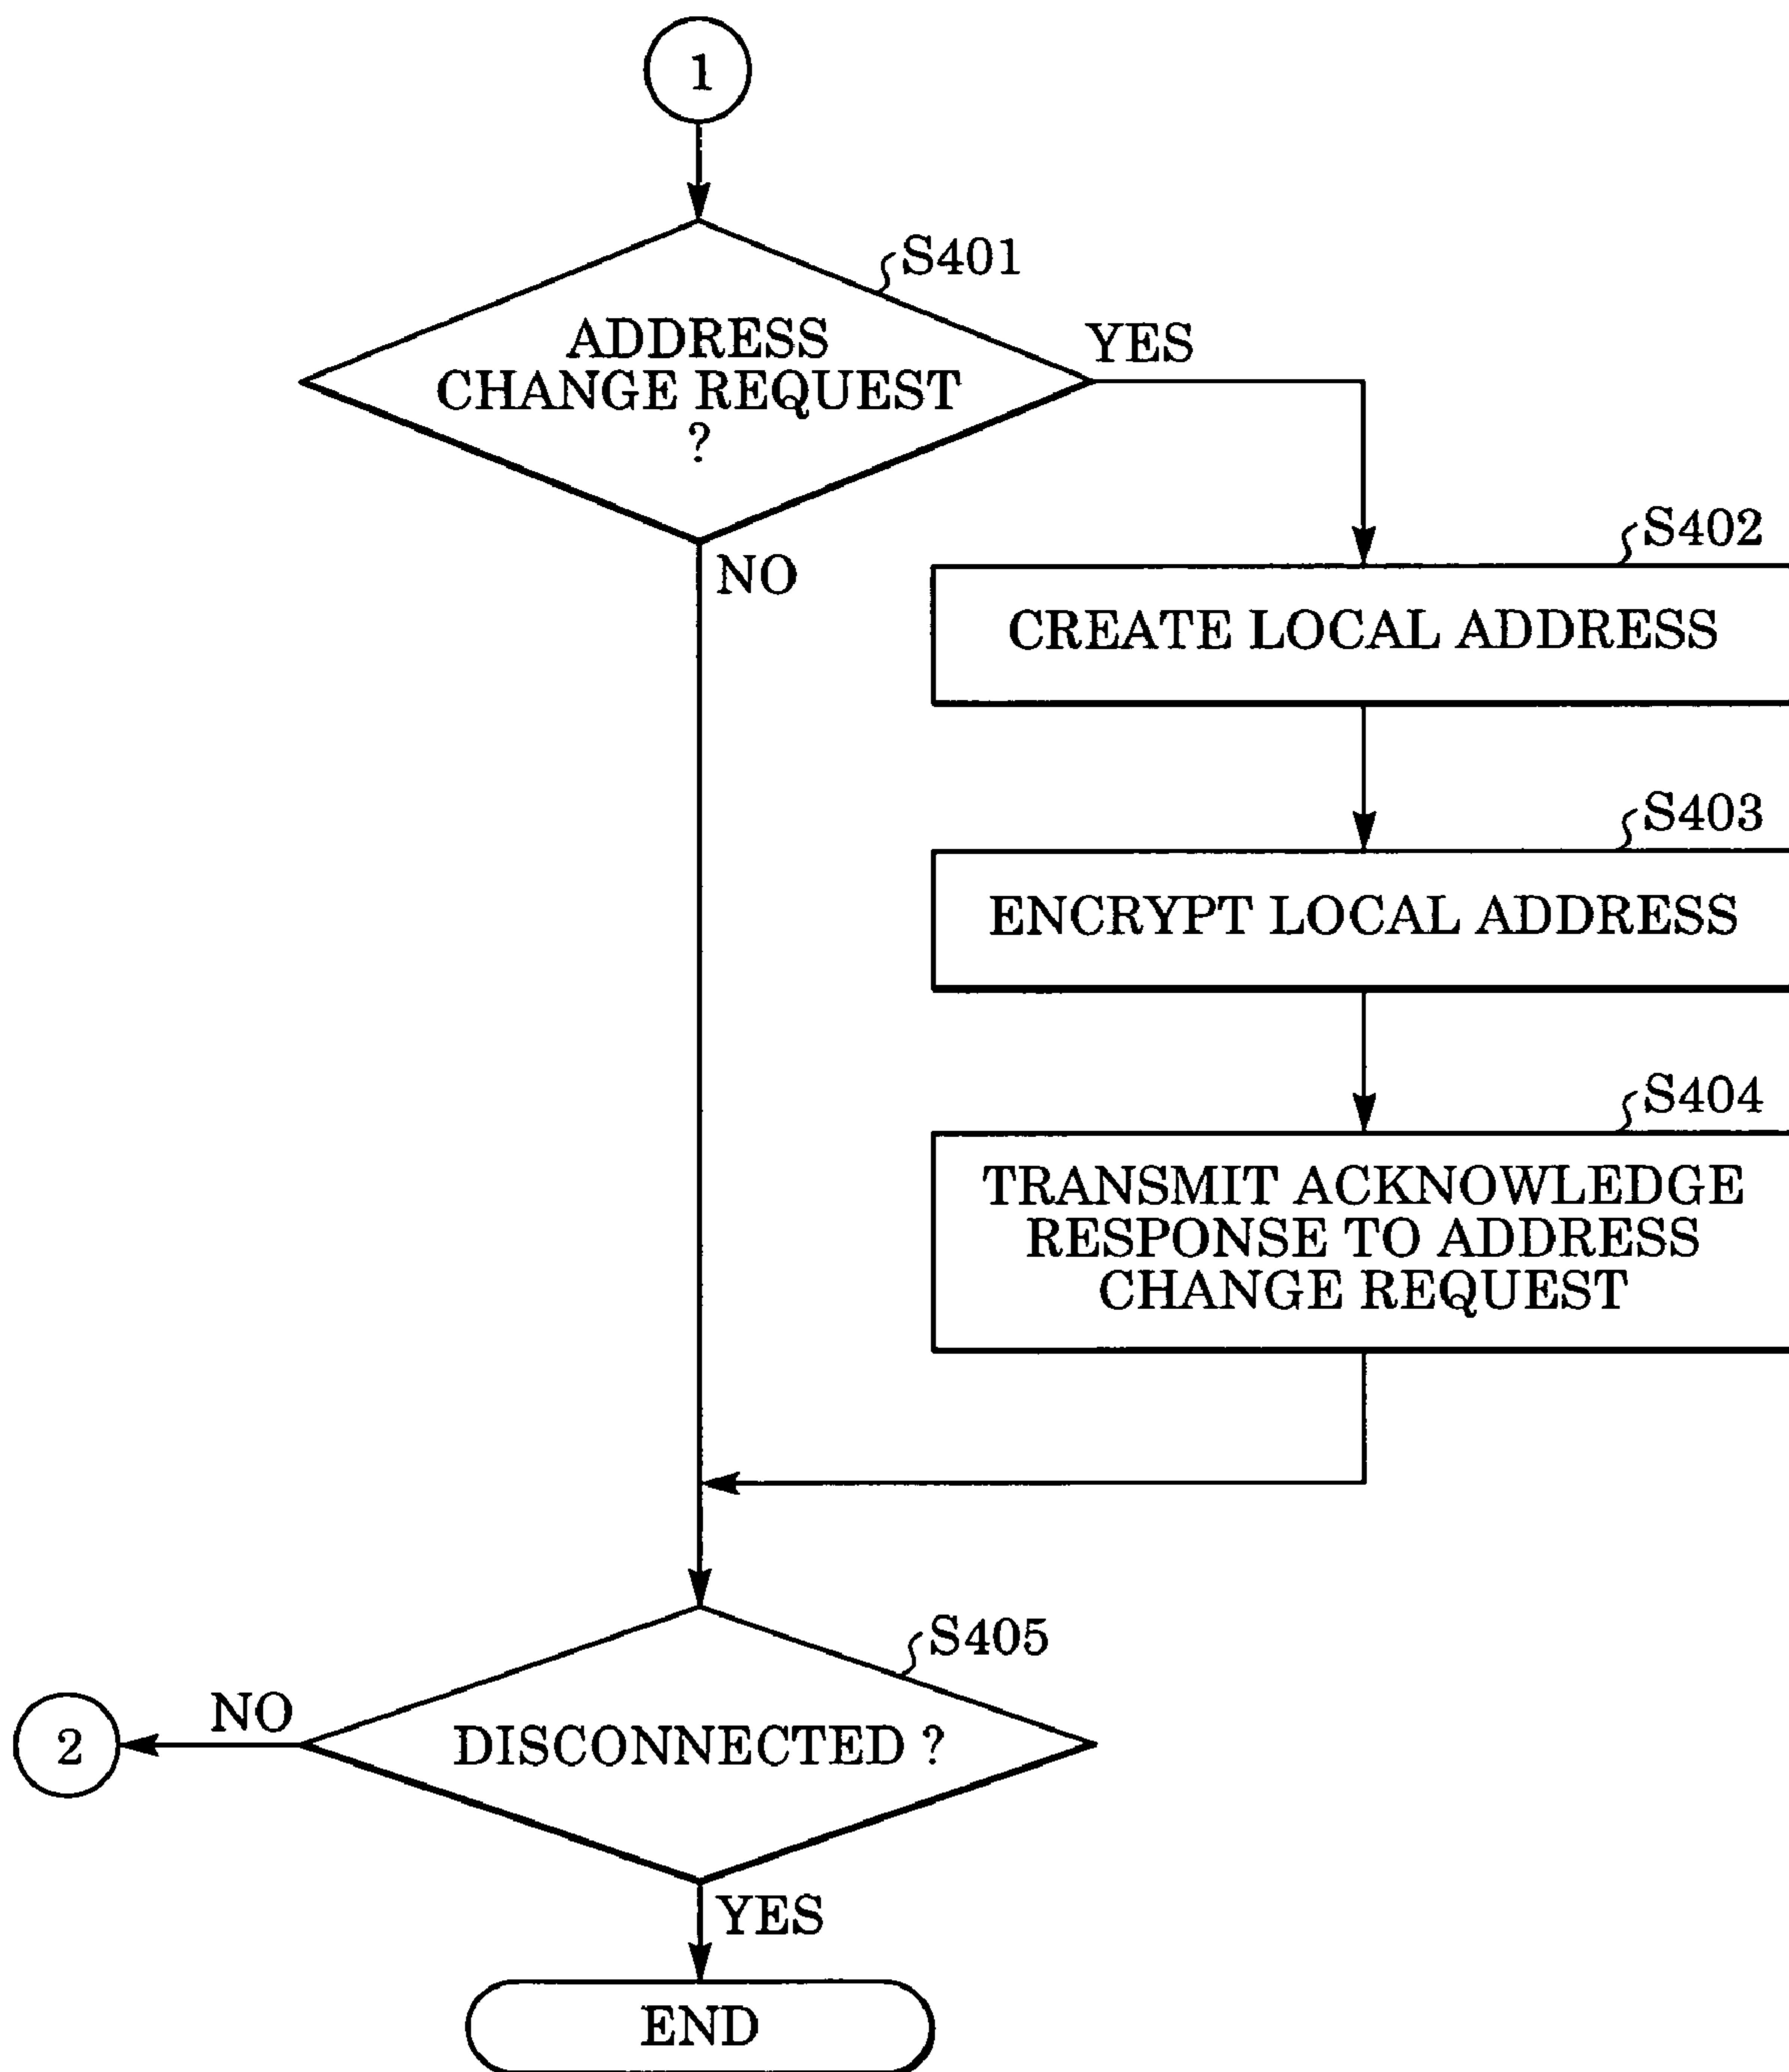 1
S401
ADDRESS
CHANGE REQUEST
?
YES
NO
S402
CREATE LOCAL ADDRESS
S403
ENCRYPT LOCAL ADDRESS
S404
TRANSMIT ACKNOWLEDGE
RESPONSE TO ADDRESS
CHANGE REQUEST
S405
DISCONNECTED ?
NO
2
YES
END